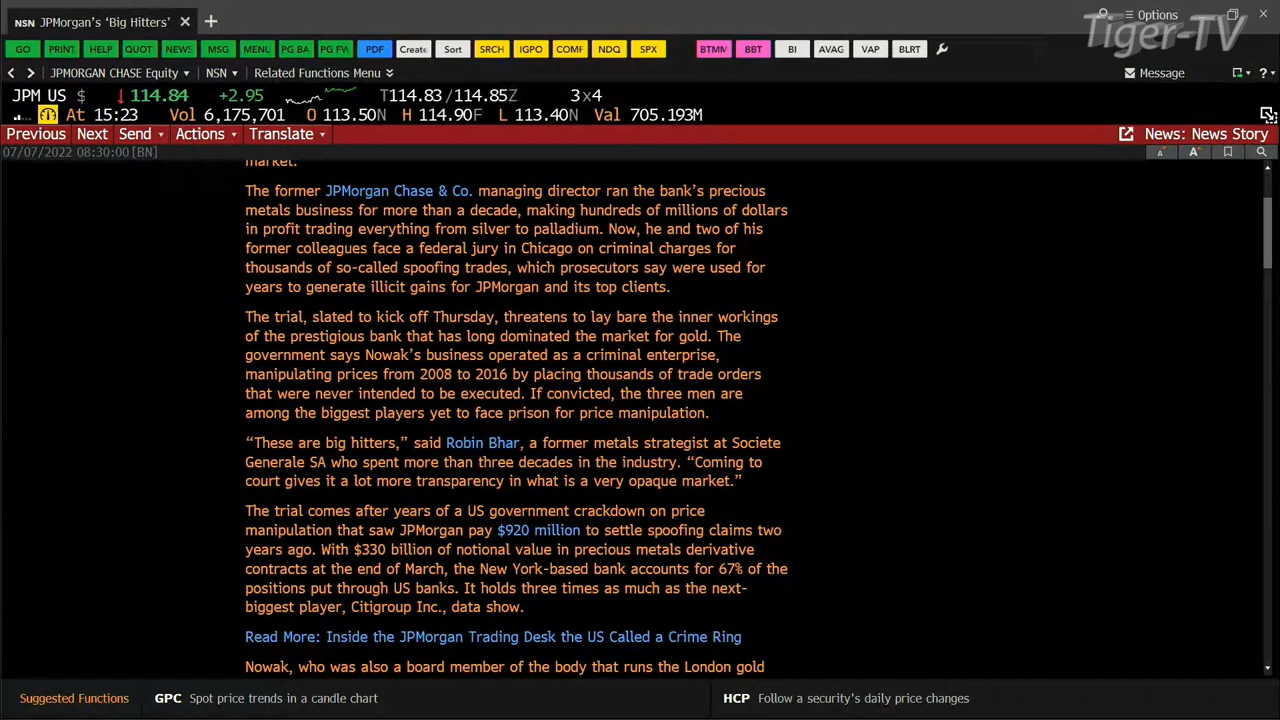 NSN JPMorgan's 'Big Hitters' × +
Options
Tiger-TV
GO PRINT HELP QUOT NEWS MSG MENU PG BA PG FW PDF Create Sort SRCH IGPO COMF NDQ SPX BTMM BBT BI AVAG VAP BLRT
JPMORGAN CHASE Equity NSN Related Functions Menu Message
JPM US $ ↓114.84 +2.95 T114.83/114.85Z 3x4
At 15:23 Vol 6,175,701 O 113.50N H 114.90F L 113.40N Val 705.193M
Previous Next Send Actions Translate News: News Story
07/07/2022 08:30:00[BN] A A
market.
The former JPMorgan Chase & Co. managing director ran the bank's precious
metals business for more than a decade, making hundreds of millions of dollars
in profit trading everything from silver to palladium. Now, he and two of his
former colleagues face a federal jury in Chicago on criminal charges for
thousands of so-called spoofing trades, which prosecutors say were used for
years to generate illicit gains for JPMorgan and its top clients.
The trial, slated to kick off Thursday, threatens to lay bare the inner workings
of the prestigious bank that has long dominated the market for gold. The
government says Nowak's business operated as a criminal enterprise,
manipulating prices from 2008 to 2016 by placing thousands of trade orders
that were never intended to be executed. If convicted, the three men are
among the biggest players yet to face prison for price manipulation.
“These are big hitters,” said Robin Bhar, a former metals strategist at Societe
Generale SA who spent more than three decades in the industry. “Coming to
court gives it a lot more transparency in what is a very opaque market.”
The trial comes after years of a US government crackdown on price
manipulation that saw JPMorgan pay $920 million to settle spoofing claims two
years ago. With $330 billion of notional value in precious metals derivative
contracts at the end of March, the New York-based bank accounts for 67% of the
positions put through US banks. It holds three times as much as the next-
biggest player, Citigroup Inc., data show.
Read More: Inside the JPMorgan Trading Desk the US Called a Crime Ring
Nowak, who was also a board member of the body that runs the London gold
Suggested Functions GPC Spot price trends in a candle chart HCP Follow a security's daily price changes